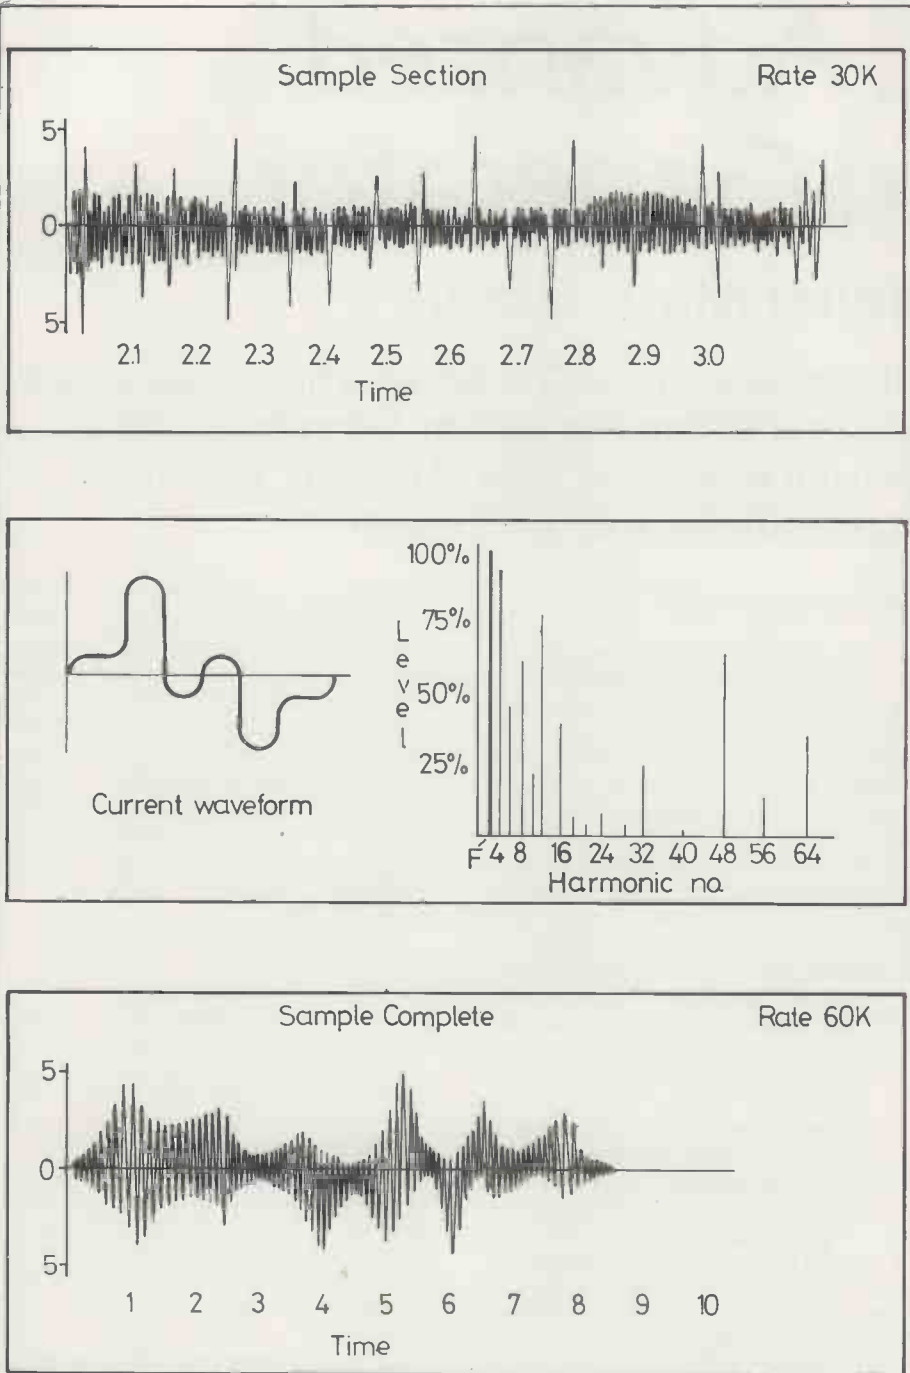 Sample Section Rate 30K
5
0
5
2.1 2.2 2.3 2.4 2.5 2.6 2.7 2.8 2.9 3.0
Time
Current waveform
Level
100%
75%
50%
25%
F 4 8 16 24 32 40 48 56 64
Harmonic no.
Sample Complete Rate 60K
5
0
5
1 2 3 4 5 6 7 8 9 10
Time